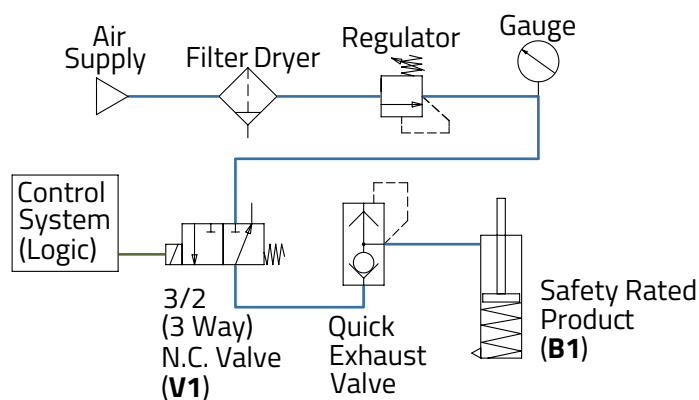 Air
Supply
Filter Dryer
Regulator
Gauge
Control
System
(Logic)
3/2
(3 Way)
N.C. Valve
(V1)
Quick
Exhaust
Valve
Safety Rated
Product
(B1)